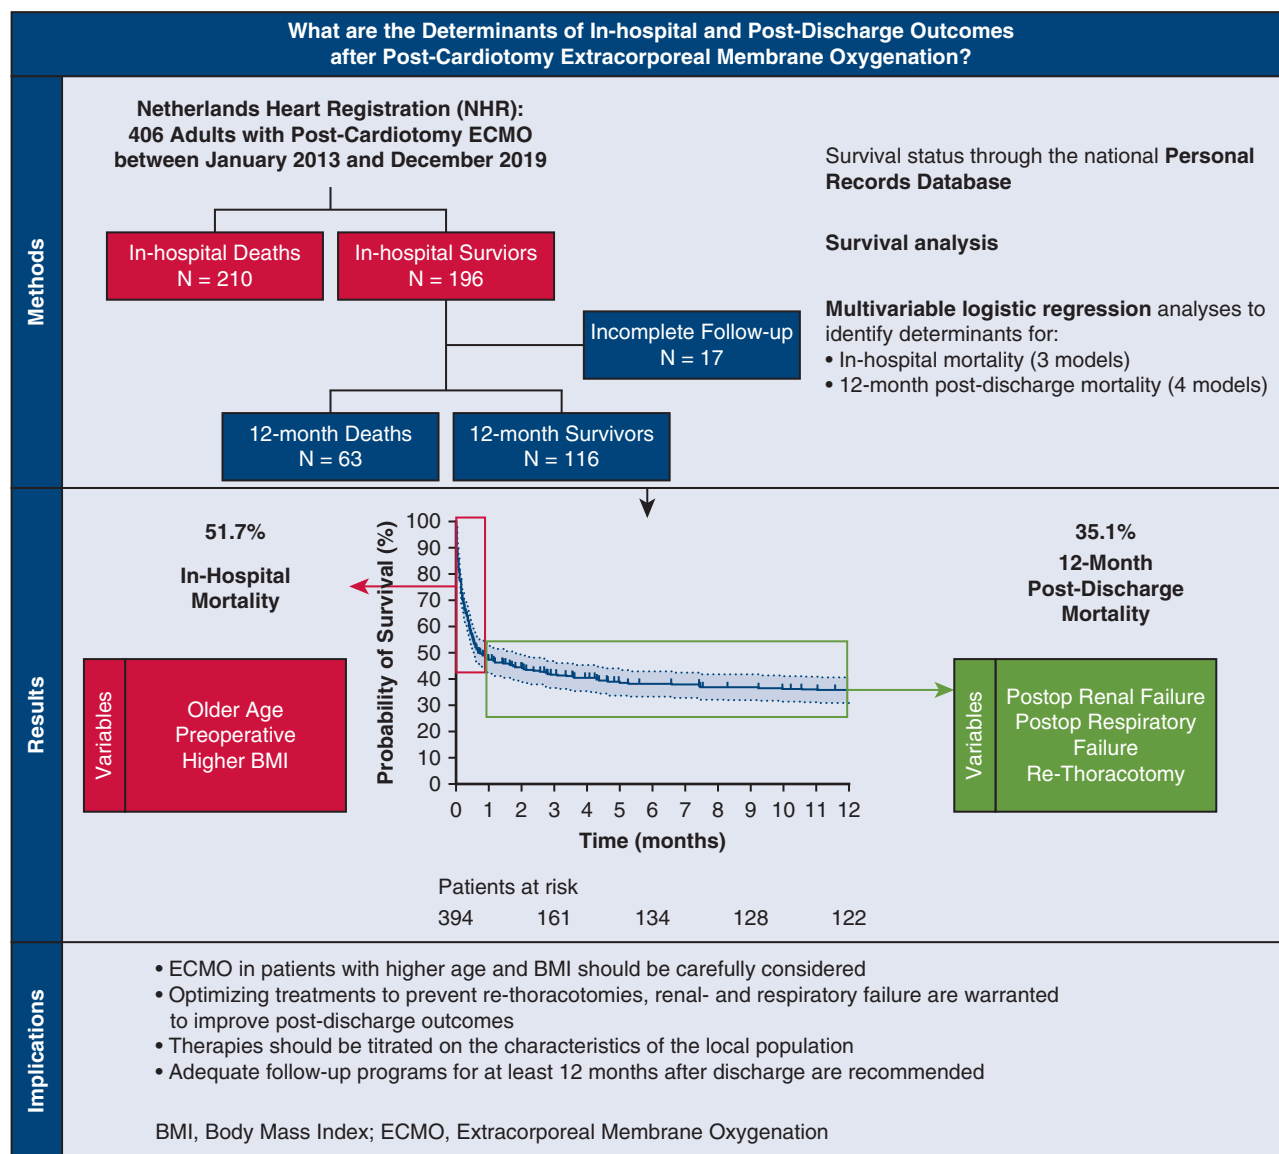 What are the Determinants of In-hospital and Post-Discharge Outcomes
after Post-Cardiotomy Extracorporeal Membrane Oxygenation?
Methods
Netherlands Heart Registration (NHR):
406 Adults with Post-Cardiotomy ECMO
between January 2013 and December 2019
In-hospital Deaths
N = 210
In-hospital Surviors
N = 196
Incomplete Follow-up
N = 17
12-month Deaths
N = 63
12-month Survivors
N = 116
Survival status through the national Personal
Records Database
Survival analysis
Multivariable logistic regression analyses to
identify determinants for:
• In-hospital mortality (3 models)
• 12-month post-discharge mortality (4 models)
Results
51.7%
In-Hospital
Mortality
Variables
Older Age
Preoperative
Higher BMI
Probability of Survival (%)
100
90
80
70
60
50
40
30
20
10
0
0 1 2 3 4 5 6 7 8 9 10 11 12
Time (months)
Patients at risk
394 161 134 128 122
35.1%
12-Month
Post-Discharge
Mortality
Variables
Postop Renal Failure
Postop Respiratory
Failure
Re-Thoracotomy
Implications
• ECMO in patients with higher age and BMI should be carefully considered
• Optimizing treatments to prevent re-thoracotomies, renal- and respiratory failure are warranted
to improve post-discharge outcomes
• Therapies should be titrated on the characteristics of the local population
• Adequate follow-up programs for at least 12 months after discharge are recommended
BMI, Body Mass Index; ECMO, Extracorporeal Membrane Oxygenation